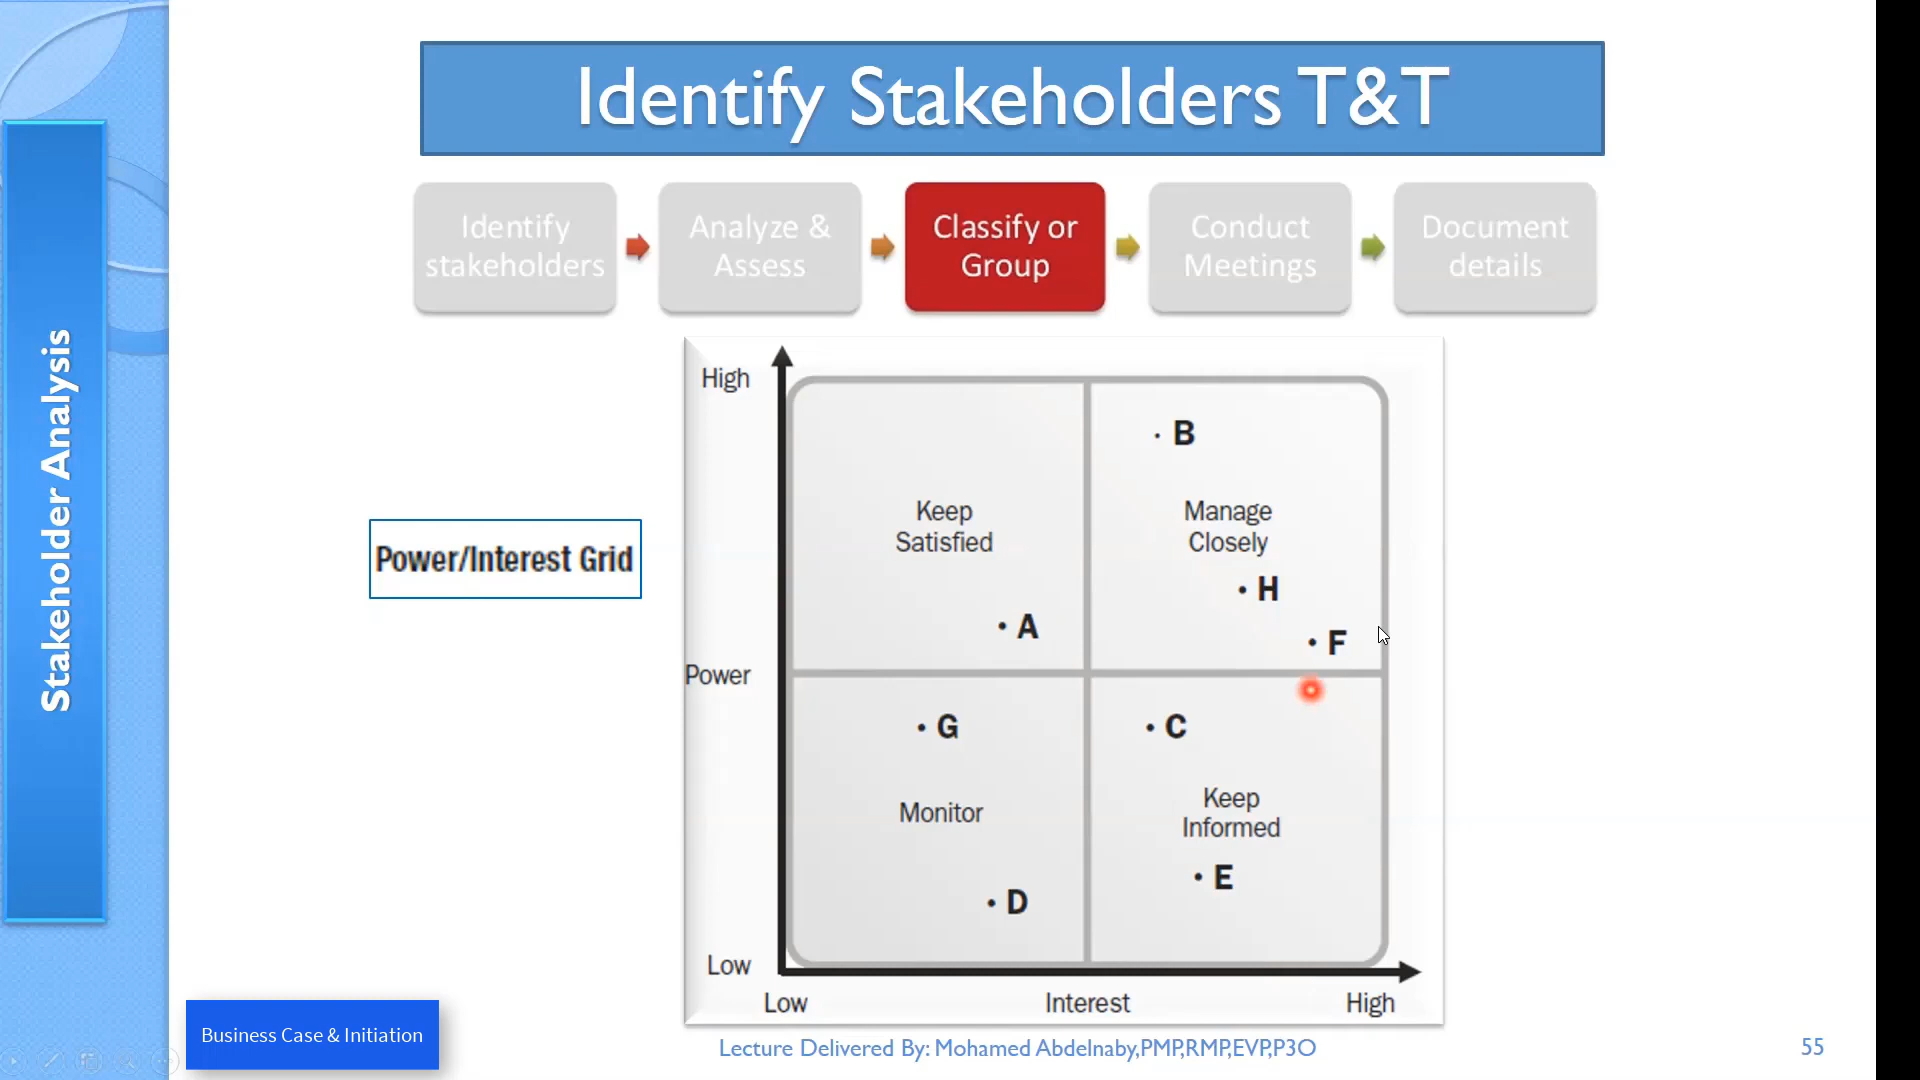 Identify Stakeholders T&T
Identify
stakeholders
Analyze &
Assess
Classify or
Group
Conduct
Meetings
Document
details
Stakeholder Analysis
Power/Interest Grid
High
B
Keep
Satisfied
Manage
Closely
H
A
F
Power
G
C
Monitor
Keep
Informed
E
D
Low
Low
Interest
High
Business Case & Initiation
Lecture Delivered By: Mohamed Abdelnaby,PMP,RMP,EVP,P3O
55